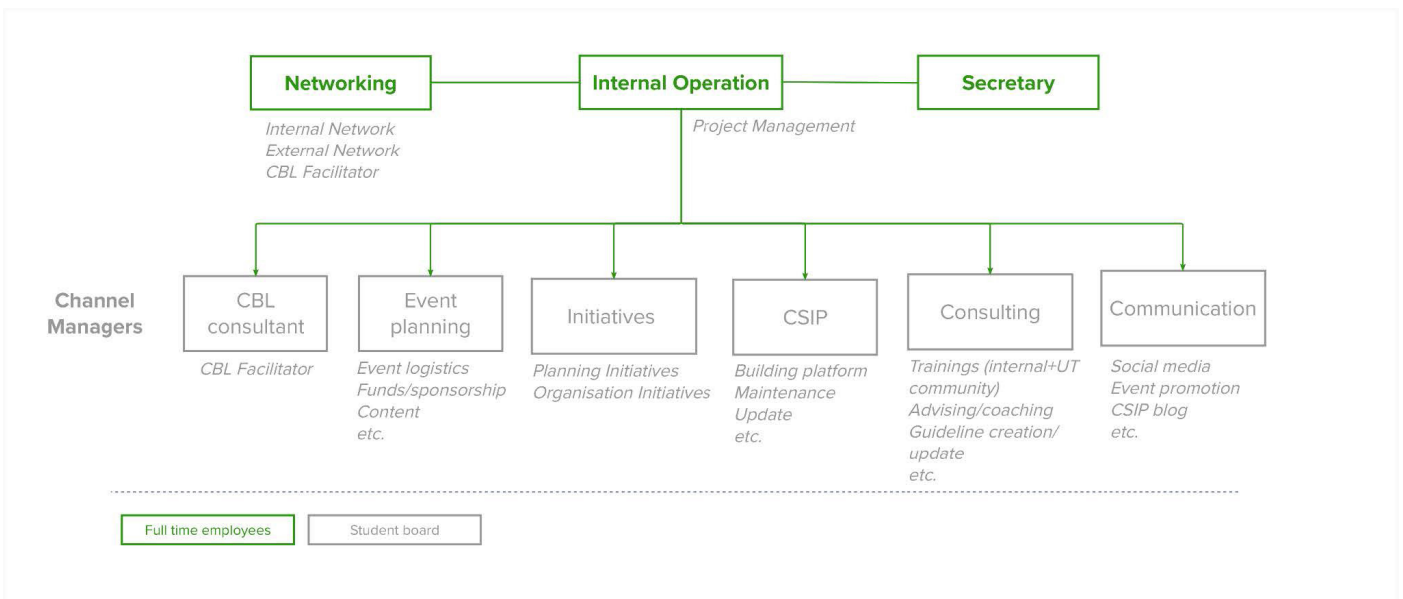 Networking
Internal Operation
Secretary
Internal Network
External Network
CBL Facilitator
Project Management
Channel
Managers
CBL
consultant
CBL Facilitator
Event
planning
Event logistics
Funds/sponsorship
Content
etc.
Initiatives
Planning Initiatives
Organisation Initiatives
CSIP
Building platform
Maintenance
Update
etc.
Consulting
Trainings (internal+UT
community)
Advising/coaching
Guideline creation/
update
etc.
Communication
Social media
Event promotion
CSIP blog
etc.
Full time employees
Student board